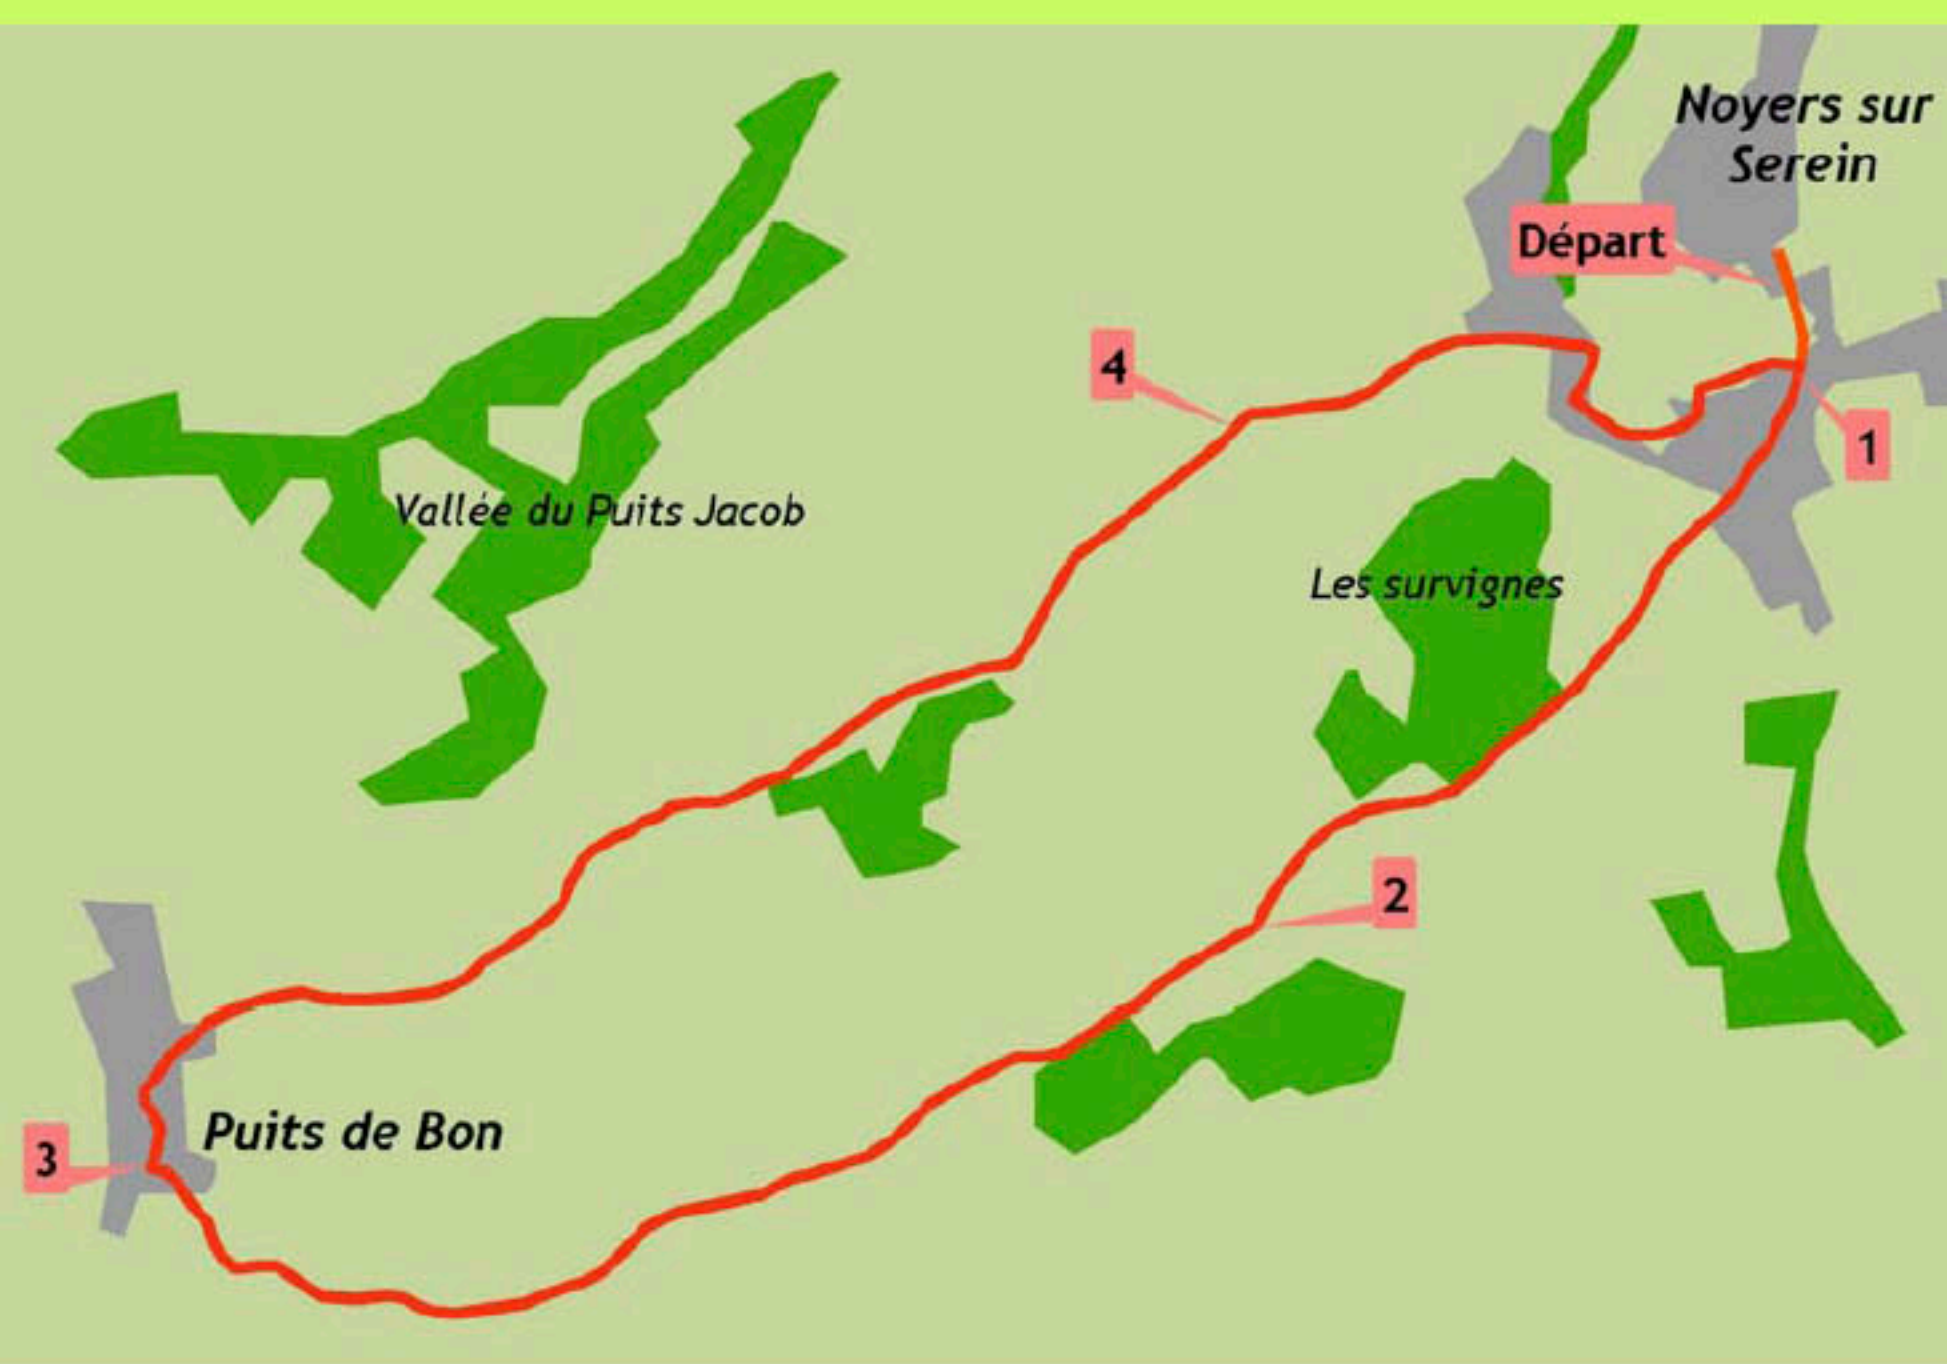 Noyers sur
Serein
Départ
4
1
Vallée du Puits Jacob
Les survignes
2
Puits de Bon
3